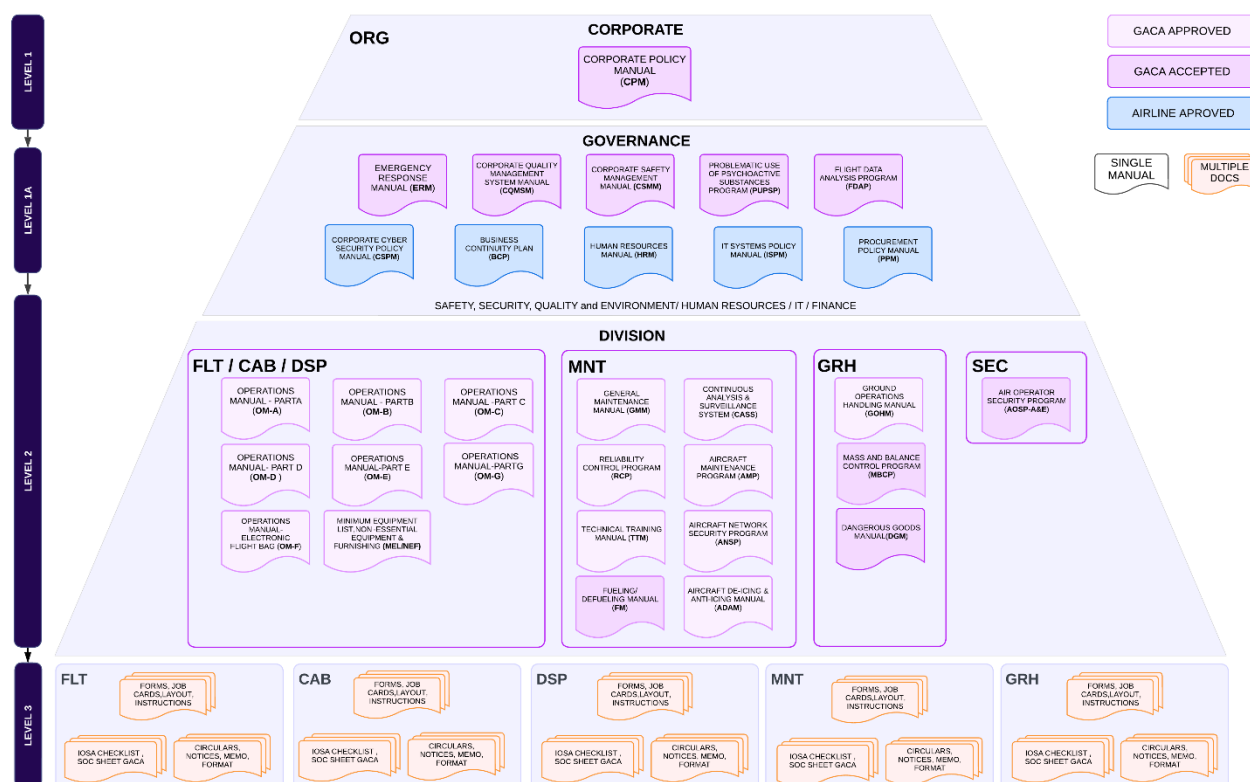 LEVEL 1
LEVEL 1A
LEVEL 2
LEVEL 3
ORG
CORPORATE
CORPORATE POLICY
MANUAL
(CPM)
GACA APPROVED
GACA ACCEPTED
AIRLINE APROVED
SINGLE
MANUAL
MULTIPLE
DOCS
GOVERNANCE
EMERGENCY
RESPONSE
MANUAL (ERM)
CORPORATE QUALITY
MANAGEMENT
SYSTEM MANUAL
(CQMSM)
CORPORATE SAFETY
MANAGEMENT
MANUAL (CSMM)
PROBLEMATIC USE
OF PSYCHOACTIVE
SUBSTANCES
PROGRAM (PUPSP)
FLIGHT DATA
ANALYSIS PROGRAM
(FDAP)
CORPORATE CYBER
SECURITY POLICY
MANUAL (CSPM)
BUSINESS
CONTINUITY PLAN
(BCP)
HUMAN RESOURCES
MANUAL (HRM)
IT SYSTEMS POLICY
MANUAL (ISPM)
PROCUREMENT
POLICY MANUAL
(PPM)
SAFETY, SECURITY, QUALITY and ENVIRONMENT/ HUMAN RESOURCES / IT / FINANCE
DIVISION
FLT / CAB / DSP
OPERATIONS
MANUAL - PARTA
(OM-A)
OPERATIONS
MANUAL - PARTB
(OM-B)
OPERATIONS
MANUAL -PART C
(OM-C)
OPERATIONS
MANUAL- PART D
(OM-D )
OPERATIONS
MANUAL-PART E
(OM-E)
OPERATIONS
MANUAL-PARTG
(OM-G)
OPERATIONS
MANUAL-
ELECTRONIC
FLIGHT BAG (OM-F)
MINIMUM EQUIPMENT
LIST,NON-ESSENTIAL
EQUIPMENT &
FURNISHING (MEL/NEF)
MNT
GENERAL
MAINTENANCE
MANUAL (GMM)
CONTINUOUS
ANALYSIS &
SURVEILLANCE
SYSTEM (CASS)
RELIABILITY
CONTROL PROGRAM
(RCP)
AIRCRAFT
MAINTENANCE
PROGRAM (AMP)
TECHNICAL TRAINING
MANUAL (TTM)
AIRCRAFT NETWORK
SECURITY PROGRAM
(ANSP)
FUELING/
DEFUELING MANUAL
(FM)
AIRCRAFT DE-ICING &
ANTI-ICING MANUAL
(ADAM)
GRH
GROUND
OPERATIONS
HANDLING MANUAL
(GOHM)
MASS AND BALANCE
CONTROL PROGRAM
(MBCP)
DANGEROUS GOODS
MANUAL(DGM)
SEC
AIR OPERATOR
SECURITY PROGRAM
(AOSP-A&E)
FLT
FORMS, JOB
CARDS,LAYOUT,
INSTRUCTIONS
IOSA CHECKLIST ,
SOC SHEET GACA
CIRCULARS,
NOTICES, MEMO,
FORMAT
CAB
FORMS, JOB
CARDS,LAYOUT,
INSTRUCTIONS
IOSA CHECKLIST ,
SOC SHEET GACA
CIRCULARS,
NOTICES, MEMO,
FORMAT
DSP
FORMS, JOB
CARDS,LAYOUT,
INSTRUCTIONS
IOSA CHECKLIST ,
SOC SHEET GACA
CIRCULARS,
NOTICES, MEMO,
FORMAT
MNT
FORMS, JOB
CARDS,LAYOUT,
INSTRUCTIONS
IOSA CHECKLIST ,
SOC SHEET GACA
CIRCULARS,
NOTICES, MEMO,
FORMAT
GRH
FORMS, JOB
CARDS,LAYOUT,
INSTRUCTIONS
IOSA CHECKLIST ,
SOC SHEET GACA
CIRCULARS,
NOTICES, MEMO,
FORMAT